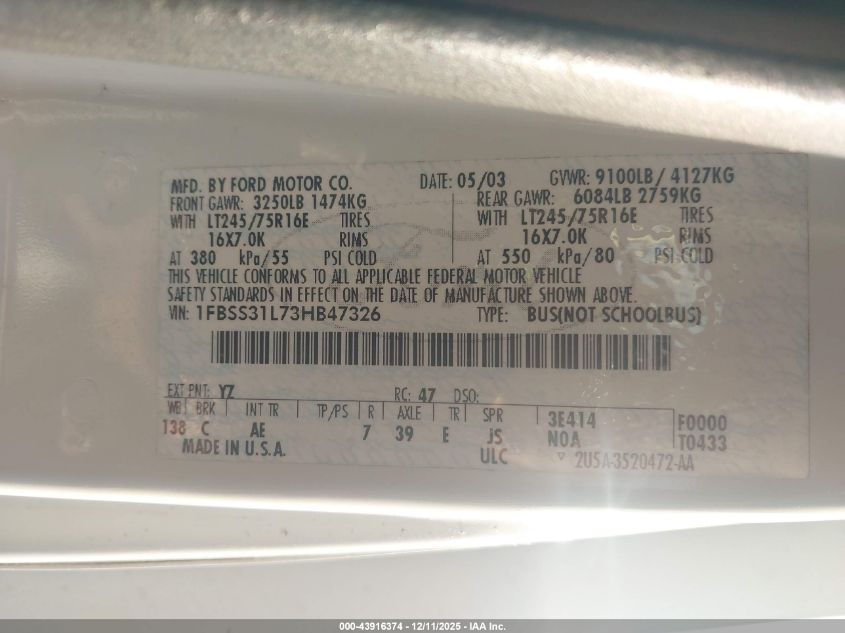 MFD. BY FORD MOTOR CO. DATE: 05/03 GVWR: 9100LB/ 4127KG
FRONT GAWR: 3250LB 1474KG REAR GAWR: 6084LB 2759KG
WITH LT245/75R16E TIRES WITH LT245/75R16E TIRES
16X7.0K RIMS 16X7.0K RIMS
AT 380 kPa/55 PSI COLD AT 550 kPa/80 PSI COLD
THIS VEHICLE CONFORMS TO ALL APPLICABLE FEDERAL MOTOR VEHICLE
SAFETY STANDARDS IN EFFECT ON THE DATE OF MANUFACTURE SHOWN ABOVE.
VIN: 1FBSS31L73HB47326 TYPE: BUS(NOT SCHOOLBUS)
EXT PNT: YZ RC: 47 DSO:
WB BRK INT TR TP/PS R AXLE TR SPR 3E414 F0000
138 C AE 7 39 E JS NOA T0433
MADE IN U.S.A. ULC 2U5A-3520472-AA
000-43916374 - 12/11/2025 - IAA Inc.